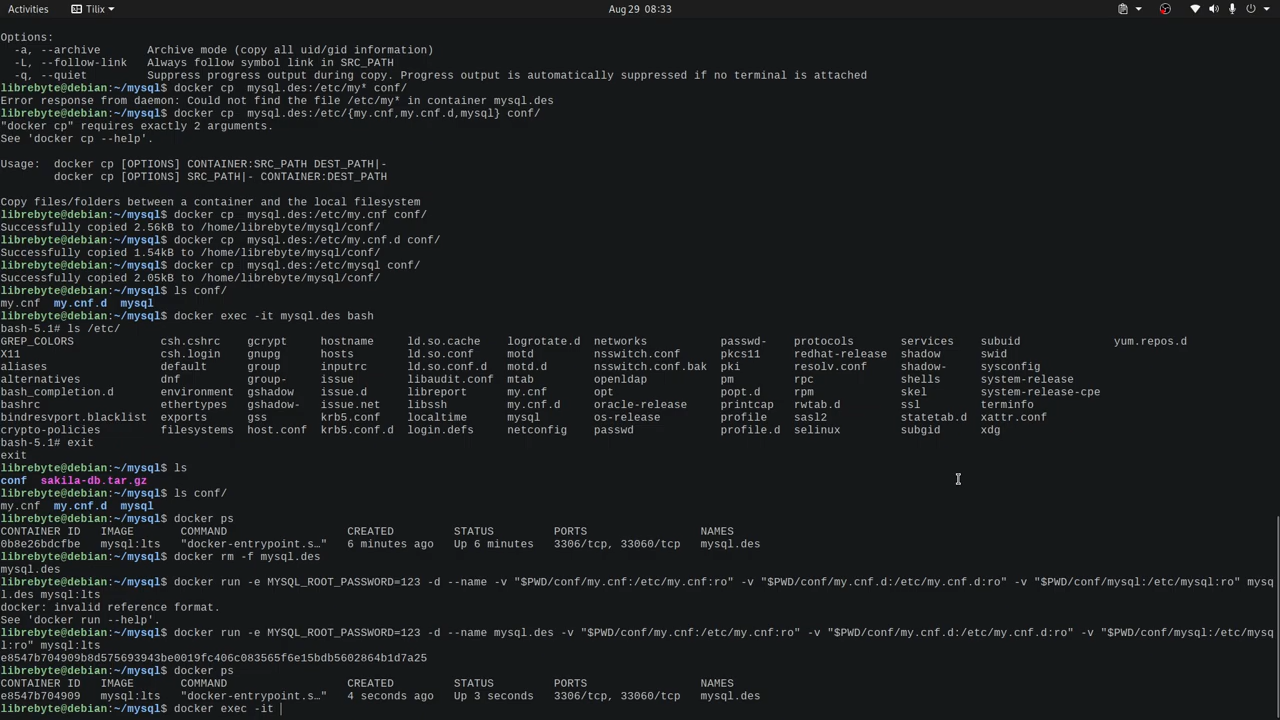 Activities Tilix Aug 29 08:33
Options:
  -a, --archive       Archive mode (copy all uid/gid information)
  -L, --follow-link   Always follow symbol link in SRC_PATH
  -q, --quiet         Suppress progress output during copy. Progress output is automatically suppressed if no terminal is attached
librebyte@debian:~/mysql$ docker cp  mysql.des:/etc/my* conf/
Error response from daemon: Could not find the file /etc/my* in container mysql.des
librebyte@debian:~/mysql$ docker cp  mysql.des:/etc/{my.cnf,my.cnf.d,mysql} conf/
"docker cp" requires exactly 2 arguments.
See 'docker cp --help'.

Usage:  docker cp [OPTIONS] CONTAINER:SRC_PATH DEST_PATH|-
        docker cp [OPTIONS] SRC_PATH|- CONTAINER:DEST_PATH

Copy files/folders between a container and the local filesystem
librebyte@debian:~/mysql$ docker cp  mysql.des:/etc/my.cnf conf/
Successfully copied 2.56kB to /home/librebyte/mysql/conf/
librebyte@debian:~/mysql$ docker cp  mysql.des:/etc/my.cnf.d conf/
Successfully copied 1.54kB to /home/librebyte/mysql/conf/
librebyte@debian:~/mysql$ docker cp  mysql.des:/etc/mysql conf/
Successfully copied 2.05kB to /home/librebyte/mysql/conf/
librebyte@debian:~/mysql$ ls conf/
my.cnf  my.cnf.d  mysql
librebyte@debian:~/mysql$ docker exec -it mysql.des bash
bash-5.1# ls /etc/
GREP_COLORS csh.cshrc gcrypt hostname ld.so.cache logrotate.d networks passwd- protocols services subuid yum.repos.d
X11 csh.login gnupg hosts ld.so.conf motd nsswitch.conf pkcs11 redhat-release shadow swid
aliases default group inputrc ld.so.conf.d motd.d nsswitch.conf.bak pki resolv.conf shadow- sysconfig
alternatives dnf group- issue libaudit.conf mtab openldap pm rpc shells system-release
bash_completion.d environment gshadow issue.d libreport my.cnf opt popt.d rpm skel system-release-cpe
bashrc ethertypes gshadow- issue.net libssh my.cnf.d oracle-release printcap rwtab.d ssl terminfo
bindresvport.blacklist exports gss krb5.conf localtime mysql os-release profile sasl2 statetab.d xattr.conf
crypto-policies filesystems host.conf krb5.conf.d login.defs netconfig passwd profile.d selinux subgid xdg
bash-5.1# exit
exit
librebyte@debian:~/mysql$ ls
conf  sakila-db.tar.gz
librebyte@debian:~/mysql$ ls conf/
my.cnf  my.cnf.d  mysql
librebyte@debian:~/mysql$ docker ps
CONTAINER ID   IMAGE       COMMAND                  CREATED         STATUS         PORTS                 NAMES
0b8e26bdcfbe   mysql:lts   "docker-entrypoint.s…"   6 minutes ago   Up 6 minutes   3306/tcp, 33060/tcp   mysql.des
librebyte@debian:~/mysql$ docker rm -f mysql.des
mysql.des
librebyte@debian:~/mysql$ docker run -e MYSQL_ROOT_PASSWORD=123 -d --name -v "$PWD/conf/my.cnf:/etc/my.cnf:ro" -v "$PWD/conf/my.cnf.d:/etc/my.cnf.d:ro" -v "$PWD/conf/mysql:/etc/mysql:ro" mysq
l.des mysql:lts
docker: invalid reference format.
See 'docker run --help'.
librebyte@debian:~/mysql$ docker run -e MYSQL_ROOT_PASSWORD=123 -d --name mysql.des -v "$PWD/conf/my.cnf:/etc/my.cnf:ro" -v "$PWD/conf/my.cnf.d:/etc/my.cnf.d:ro" -v "$PWD/conf/mysql:/etc/mysq
l:ro" mysql:lts
e8547b704909b8d575693943be0019fc406c083565f6e15bdb5602864b1d7a25
librebyte@debian:~/mysql$ docker ps
CONTAINER ID   IMAGE       COMMAND                  CREATED         STATUS         PORTS                 NAMES
e8547b704909   mysql:lts   "docker-entrypoint.s…"   4 seconds ago   Up 3 seconds   3306/tcp, 33060/tcp   mysql.des
librebyte@debian:~/mysql$ docker exec -it